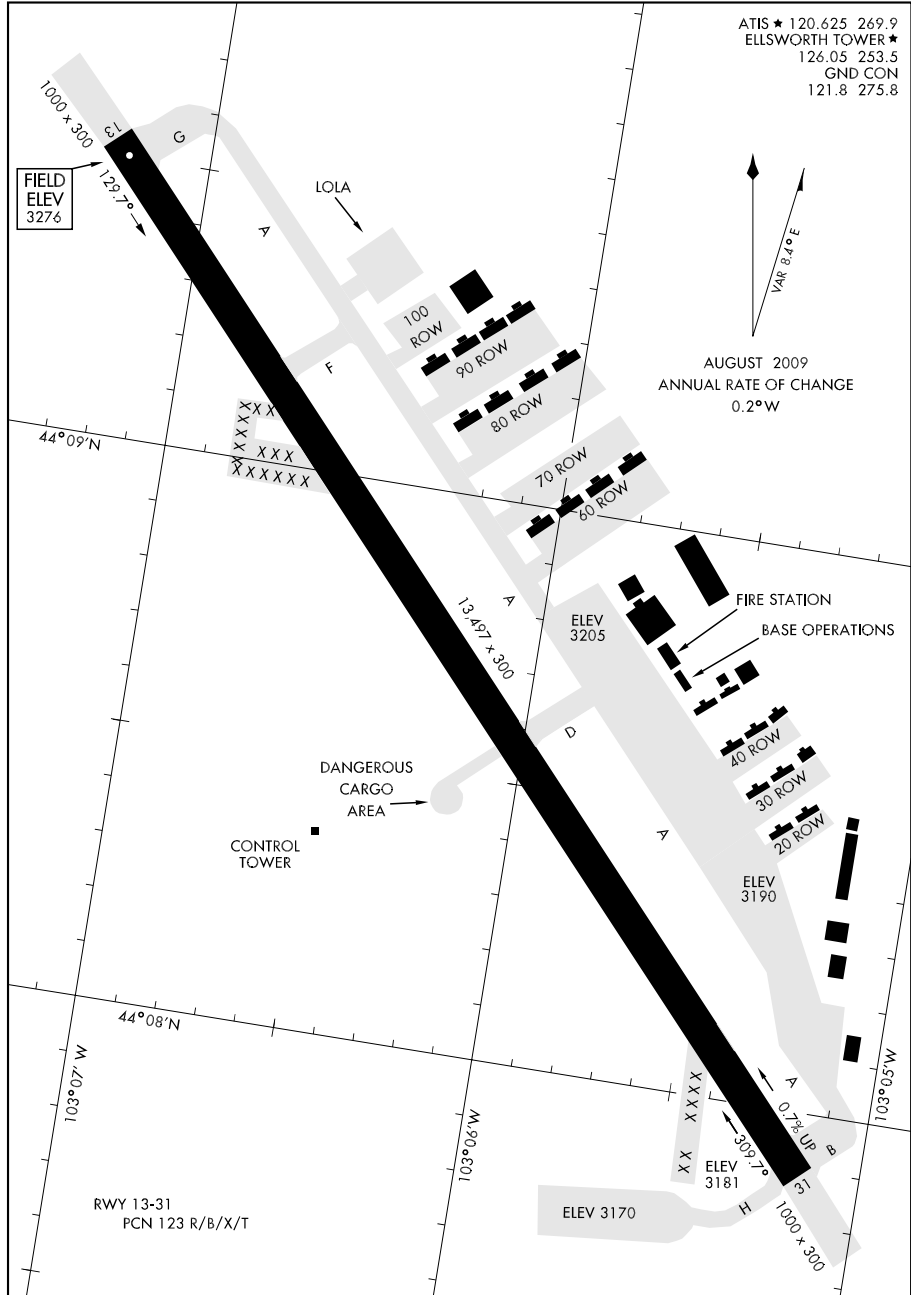 ATIS ★ 120.625 269.9
ELLSWORTH TOWER ★
126.05 253.5
GND CON
121.8 275.8
1000 x 300
13
G
FIELD
ELEV
3276
129.7°
LOLA
A
VAR 8.4° E
100
ROW
90 ROW
F
AUGUST 2009
ANNUAL RATE OF CHANGE
0.2° W
80 ROW
X X X
X X X X X
X X X
X X X X X X
44°09'N
70 ROW
60 ROW
13,497 x 300
A
ELEV
3205
FIRE STATION
BASE OPERATIONS
D
40 ROW
DANGEROUS
CARGO
AREA
30 ROW
CONTROL
TOWER
A
20 ROW
ELEV
3190
44°08'N
103°07' W
103°06'W
103°05'W
X X X X
X X
A
0.7% UP
B
309.7°
ELEV
3181
31
RWY 13-31
PCN 123 R/B/X/T
ELEV 3170
H
1000 x 300